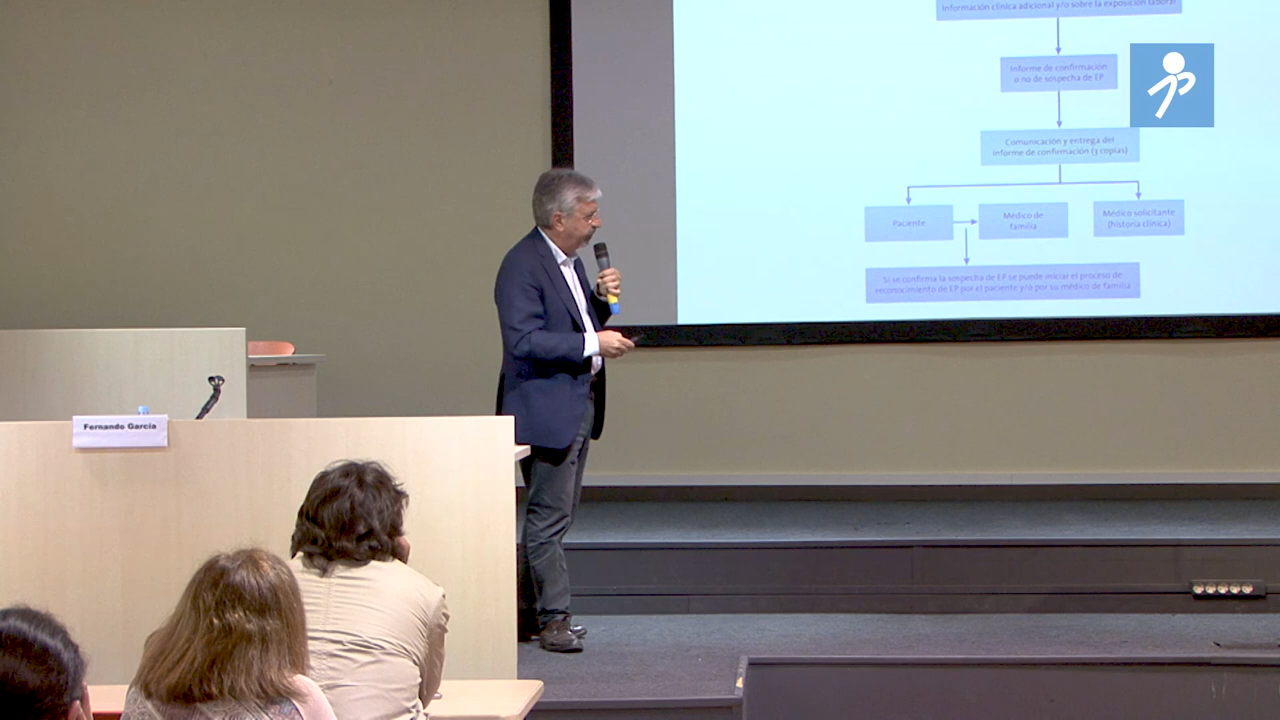 Información clínica adicional y/o sobre la exposición laboral
Informe de confirmación
o no de sospecha de EP
Comunicación y entrega del
informe de confirmación (3 copias)
Paciente
Médico de
familia
Médico solicitante
(historia clínica)
Si se confirma la sospecha de EP se puede iniciar el proceso de
reconocimiento de EP por el paciente y/o por su médico de familia
Fernando García